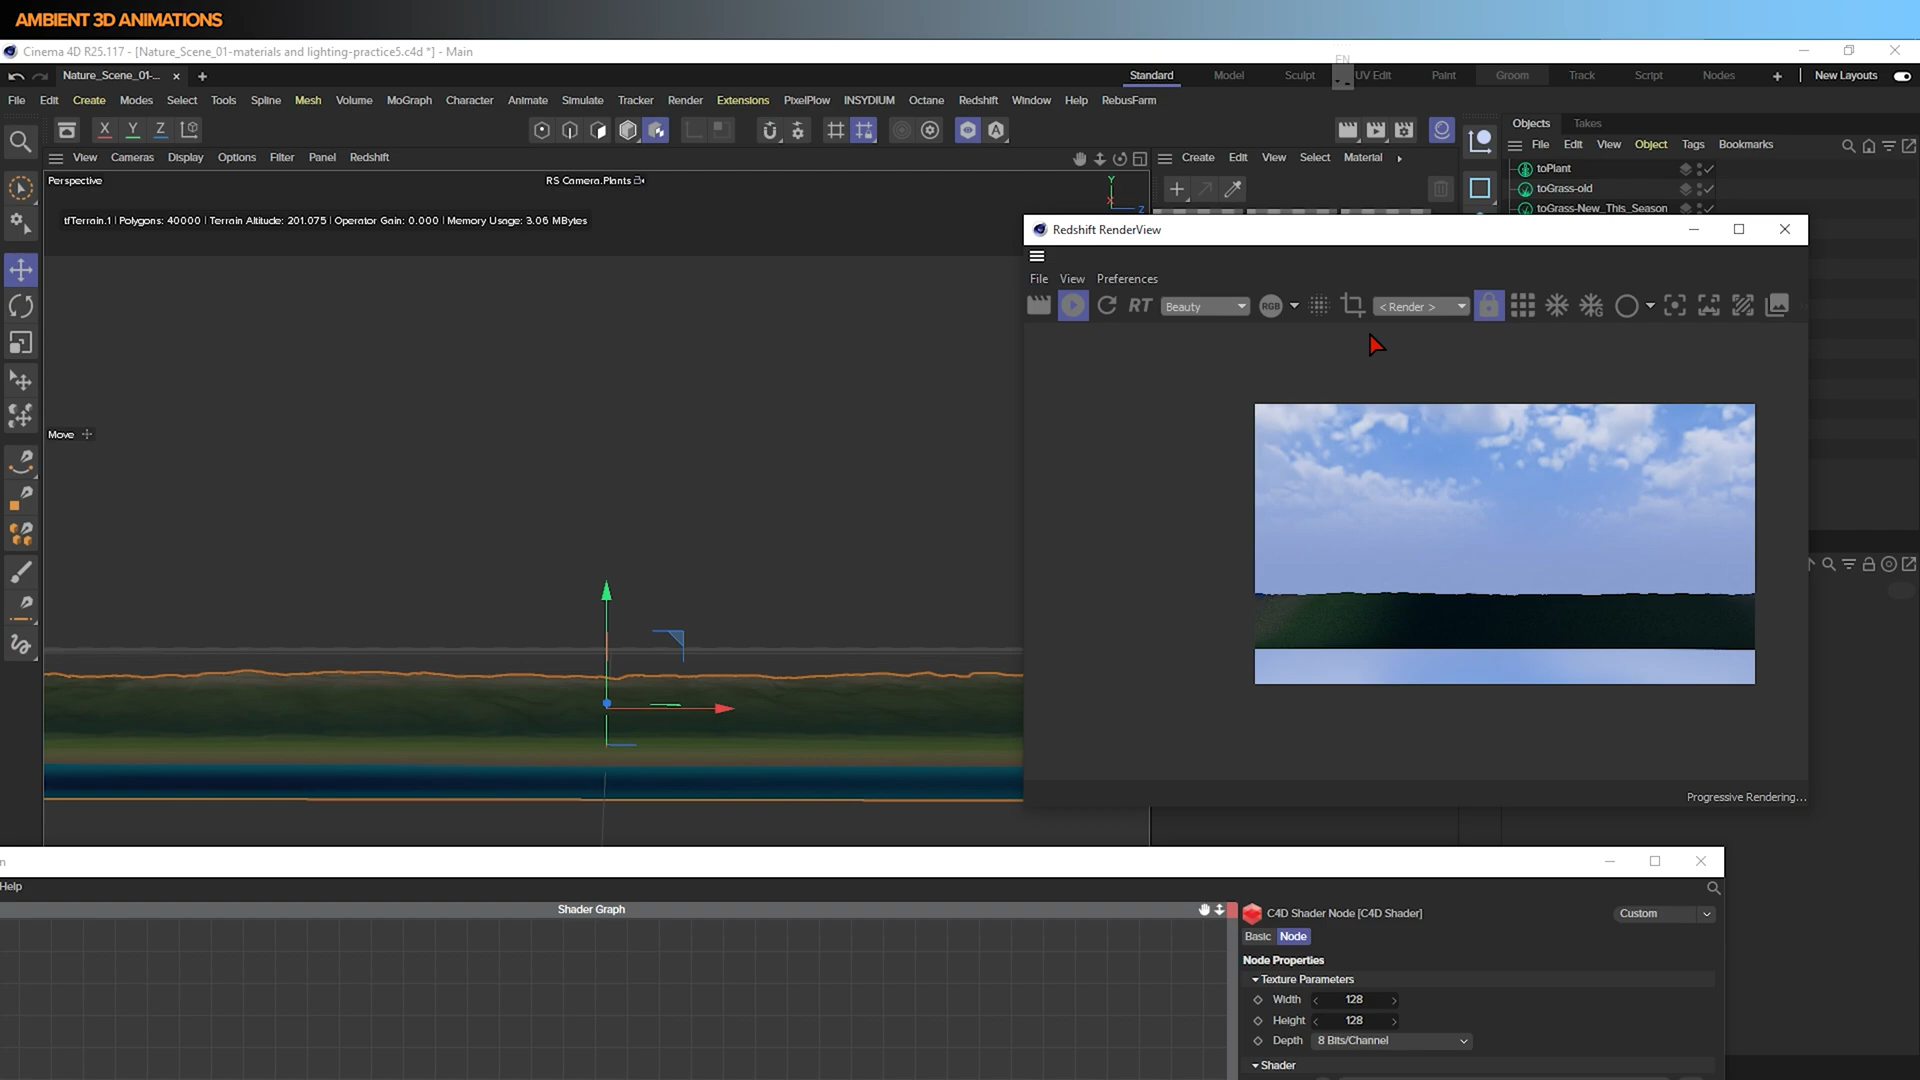 AMBIENT 3D ANIMATIONS
Cinema 4D R25.117 - [Nature_Scene_01-materials and lighting-practice5.c4d *] - Main
EN
Nature_Scene_01-...
Standard Model Sculpt UV Edit Paint Groom Track Script Nodes New Layouts
File Edit Create Modes Select Tools Spline Mesh Volume MoGraph Character Animate Simulate Tracker Render Extensions PixelPlow INSYDIUM Octane Redshift Window Help RebusFarm
X Y Z
Objects Takes
File Edit View Object Tags Bookmarks
View Cameras Display Options Filter Panel Redshift
Create Edit View Select Material
Perspective
RS Camera.Plants
Y
X
Z
toPlant
toGrass-old
toGrass-New_This_Season
tfTerrain.1 | Polygons: 40000 | Terrain Altitude: 201.075 | Operator Gain: 0.000 | Memory Usage: 3.06 MBytes
Redshift RenderView
File View Preferences
RT Beauty RGB < Render >
Move
Progressive Rendering...
n
Help
Shader Graph
C4D Shader Node [C4D Shader]
Custom
Basic Node
Node Properties
Texture Parameters
Width 128
Height 128
Depth 8 Bits/Channel
Shader